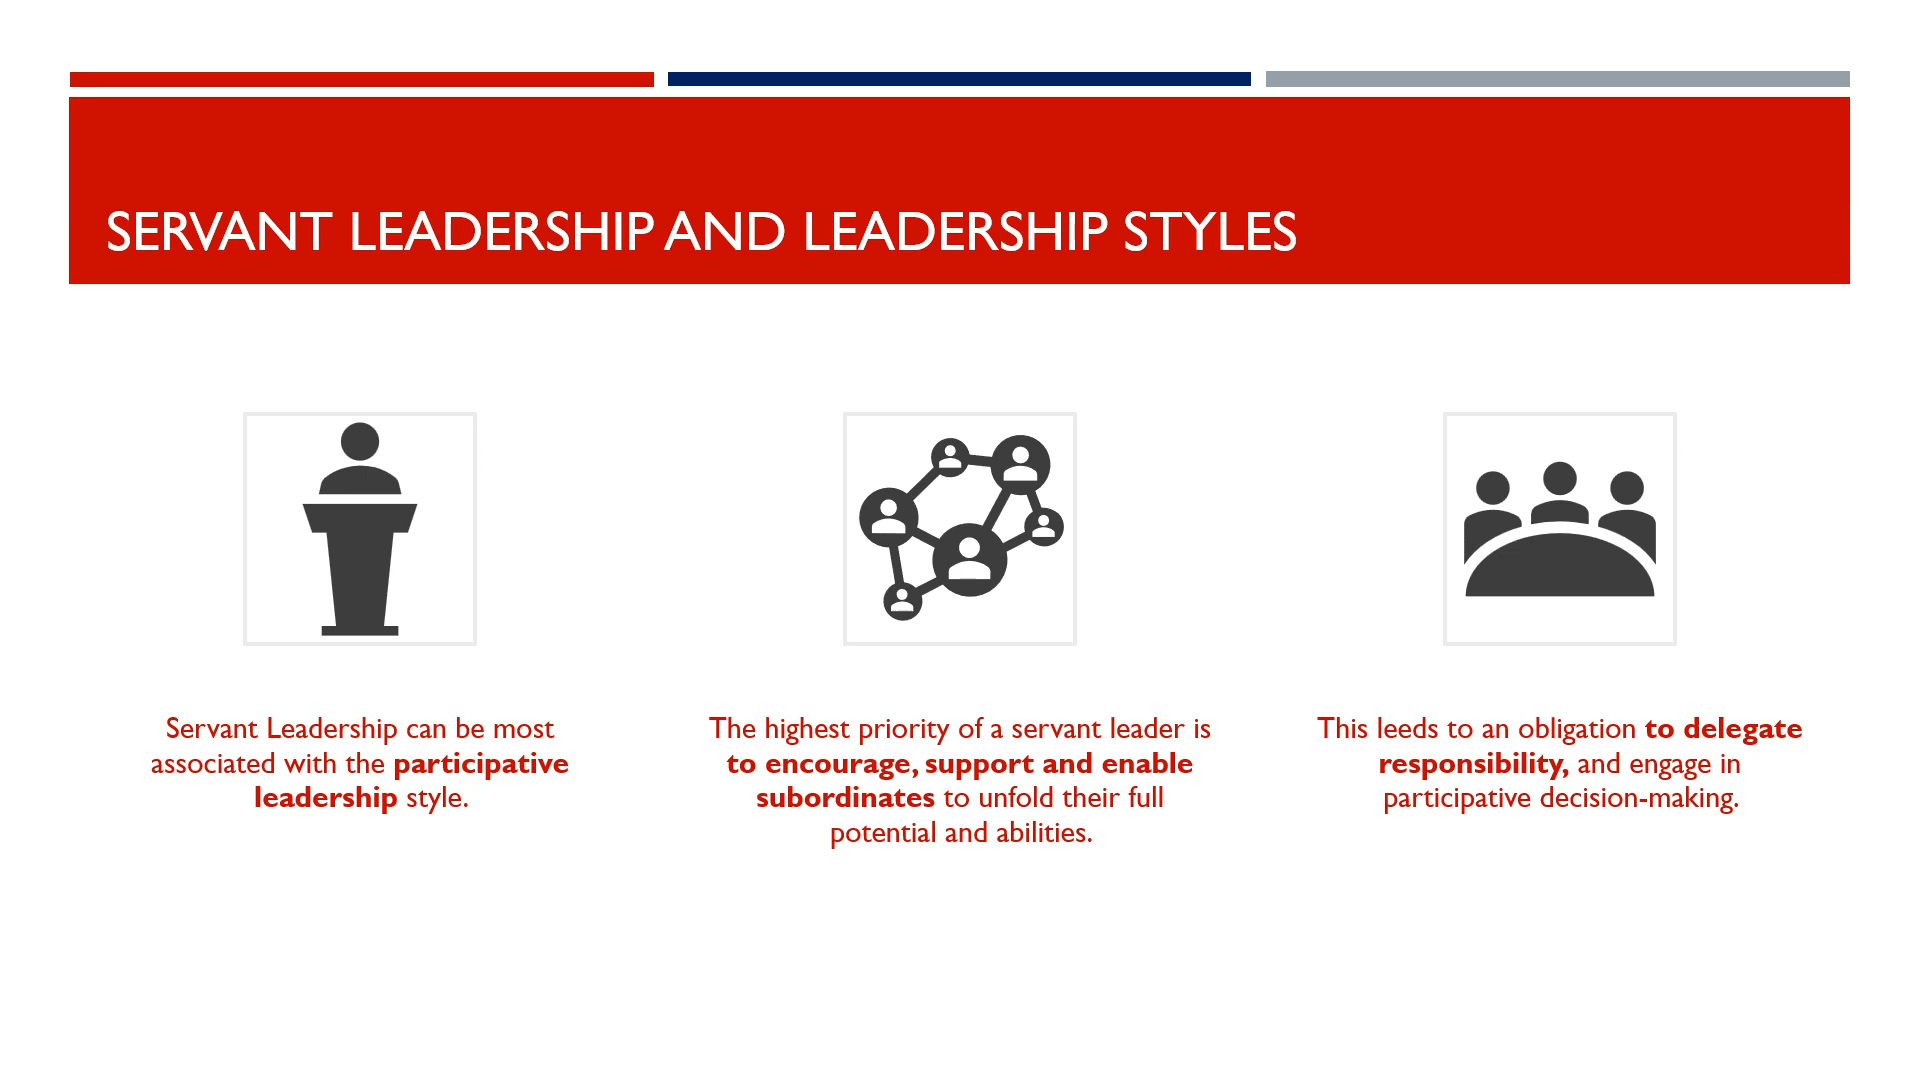 SERVANT LEADERSHIP AND LEADERSHIP STYLES
Servant Leadership can be most
associated with the participative
leadership style.
The highest priority of a servant leader is
to encourage, support and enable
subordinates to unfold their full
potential and abilities.
This leeds to an obligation to delegate
responsibility, and engage in
participative decision-making.